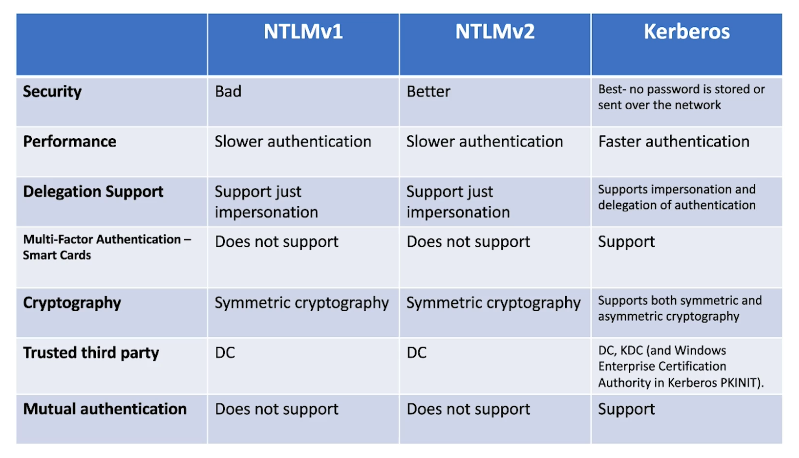 NTLMv1 NTLMv2 Kerberos
Security Bad Better Best- no password is stored or
sent over the network
Performance Slower authentication Slower authentication Faster authentication
Delegation Support Support just Support just Supports impersonation and
impersonation impersonation delegation of authentication
Multi-Factor Authentication – Does not support Does not support Support
Smart Cards
Cryptography Symmetric cryptography Symmetric cryptography Supports both symmetric and
asymmetric cryptography
Trusted third party DC DC DC, KDC (and Windows
Enterprise Certification
Authority in Kerberos PKINIT).
Mutual authentication Does not support Does not support Support